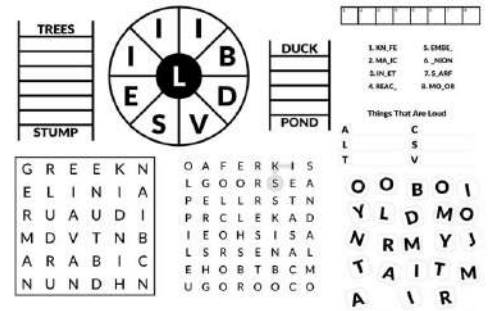 TREES
STUMP
I
I
I
B
I
L
D
E
S
V
DUCK
POND
1. KN_FE
2. MA_IC
3. IN_ET
4. REAC_
5. EMBE_
6. _NION
7. S_ARF
8. MO_OR
Things That Are Loud
A
L
T
C
S
V
G R E E K N
E L I N I A
R U A U D I
M D V T N B
A R A B I C
N U N D H N
O A F E R K I S
L G O O R S E A
P E L L R S T N
P R C L E K A D
I E O H S I S A
L S R S E N A L
E H O B T B C M
U G O R O O C O
O O B O I
Y L D M O
N R M Y J
T A I T M
A I R